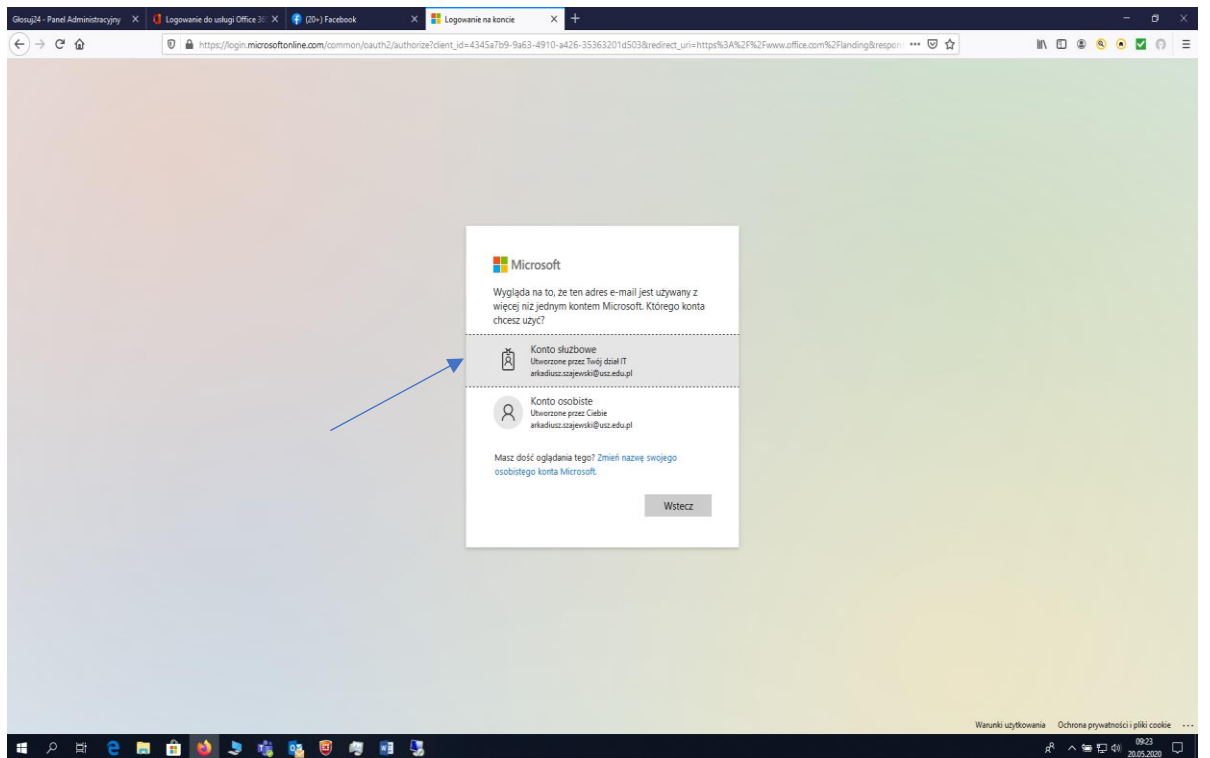 Głosuj24 - Panel Administracyjny
Logowanie do usługi Office 36
(20+) Facebook
Logowanie na koncie
https://login.microsoftonline.com/common/oauth2/authorize?client_id=4345a7b9-9a63-4910-a426-35363201d503&redirect_uri=https%3A%2F%2Fwww.office.com%2Flanding&respon
Microsoft
Wygląda na to, że ten adres e-mail jest używany z
więcej niż jednym kontem Microsoft. Którego konta
chcesz użyć?
Konto służbowe
Utworzone przez Twój dział IT
arkadiusz.szajewski@usz.edu.pl
Konto osobiste
Utworzone przez Ciebie
arkadiusz.szajewski@usz.edu.pl
Masz dość oglądania tego? Zmień nazwę swojego
osobistego konta Microsoft.
Wstecz
Warunki użytkowania Ochrona prywatności i pliki cookie ...
09:23
20.05.2020